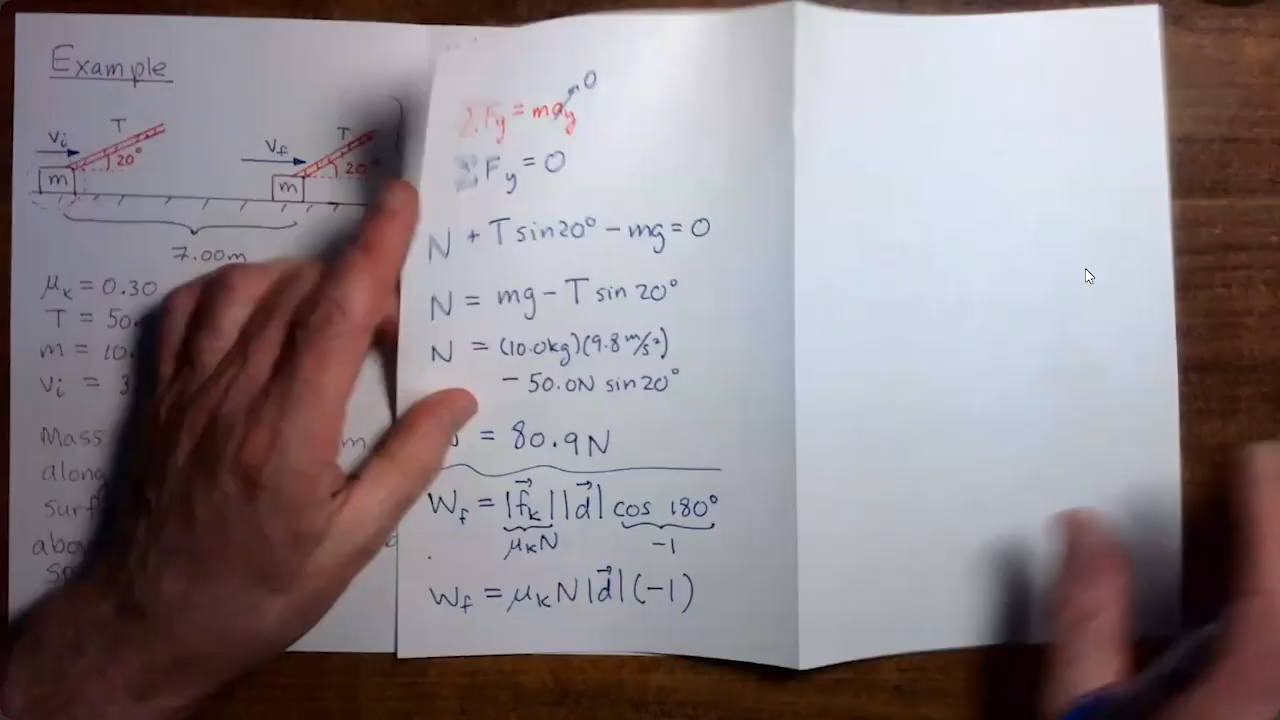 Example
vi T 20° m
vf T 20° m
7.00m
μk = 0.30
T = 50.
m = 10.
vi = 3
Mass
along
surf
abov
ΣFy = may → 0
ΣFy = 0
N + T sin20° - mg = 0
N = mg - T sin 20°
N = (10.0kg)(9.8 m/s²)
- 50.0N sin 20°
= 80.9N
Wf = |f⃗k||d⃗| cos 180°
μkN -1
Wf = μkN|d⃗|(-1)